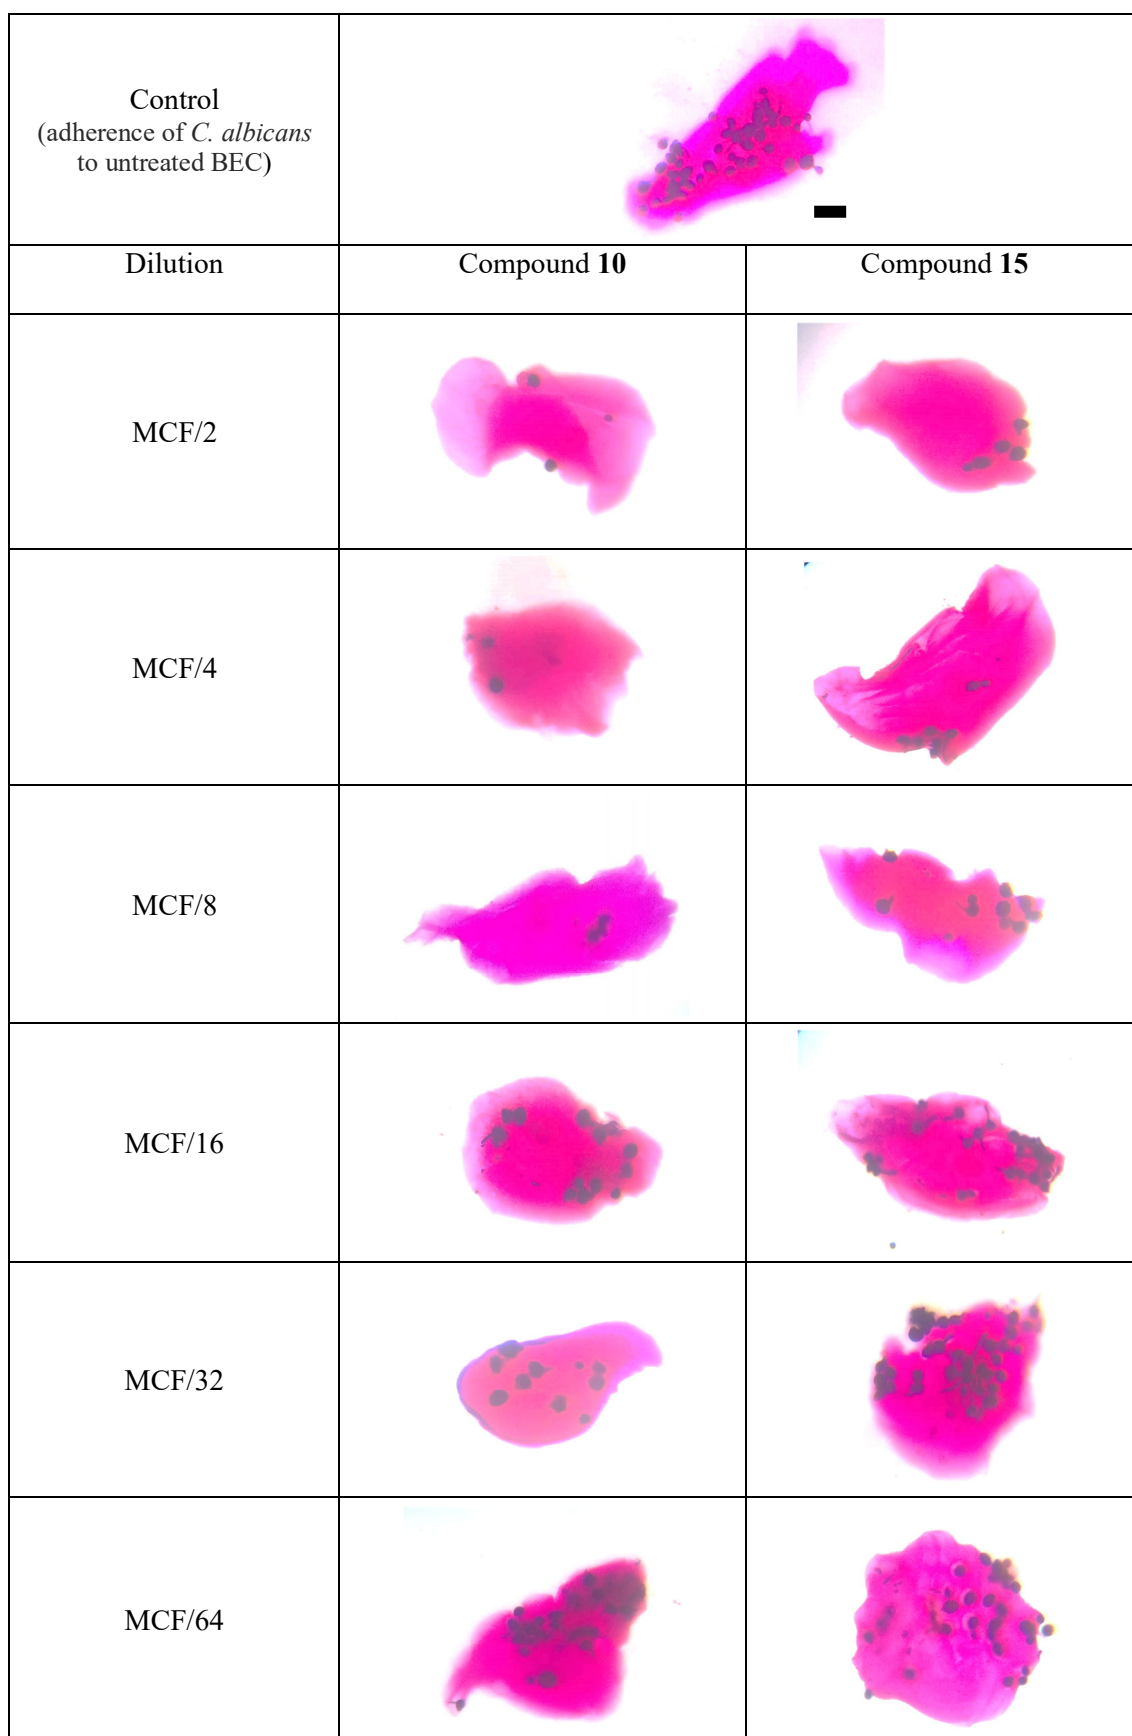 Control
(adherence of C. albicans
to untreated BEC)
Dilution
Compound 10
Compound 15
MCF/2
MCF/4
MCF/8
MCF/16
MCF/32
MCF/64